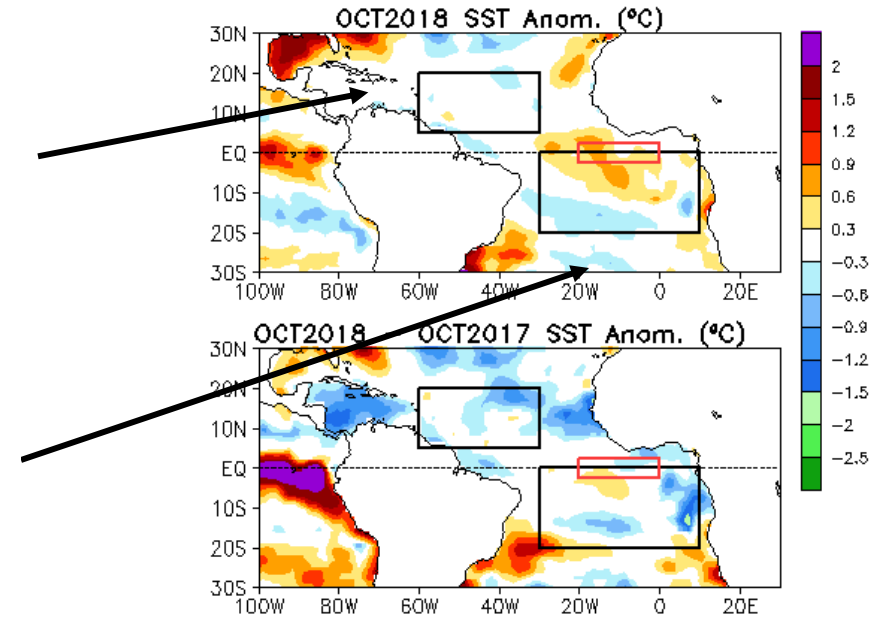 OCT2018 SST Anom. (°C)
30N
20N
10N
EQ
10S
20S
30S
100W 80W 60W 40W 20W 0 20E
OCT2018 - OCT2017 SST Anom. (°C)
30N
20N
10N
EQ
10S
20S
30S
100W 80W 60W 40W 20W 0 20E
2
1.5
1.2
0.9
0.6
0.3
-0.3
-0.6
-0.9
-1.2
-1.5
-2
-2.5